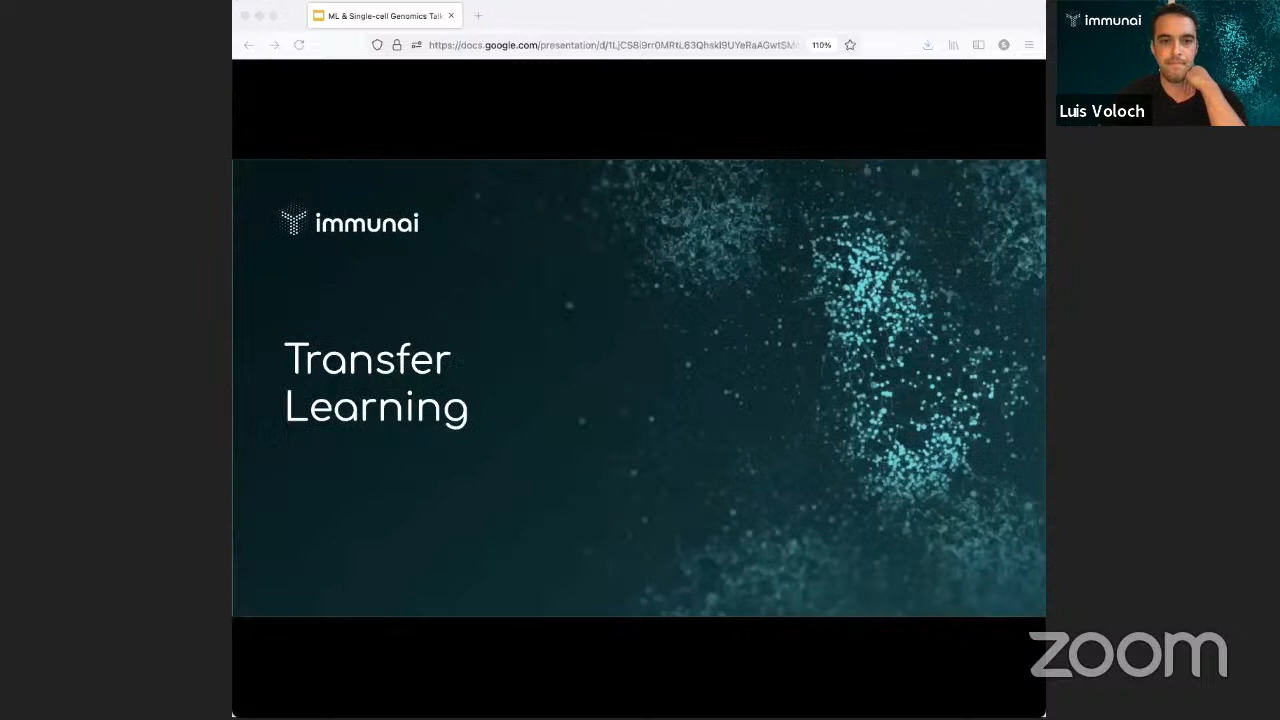 ML & Single-cell Genomics Talk
110%
immunai
Luis Voloch
immunai
Transfer
Learning
zoom